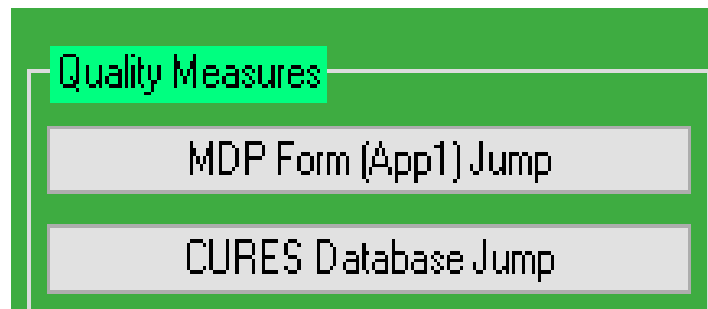 Quality Measures
MDP Form (App1) Jump
CURES Database Jump